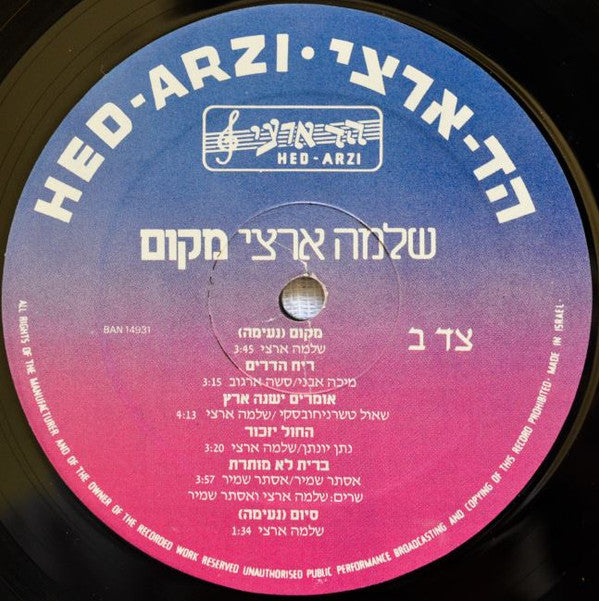 HED-ARZI • הד-ארצי
הד ארצי
HED-ARZI
שלמה ארצי מקום
BAN 14931
צד ב
מקום (נעימה)
שלמה ארצי 3:45
ריח הדרים
מיכה אבני/סשה ארגוב 3:15
אומרים ישנה ארץ
שאול טשרניחובסקי /שלמה ארצי 4:13
החול יזכור
נתן יונתן/שלמה ארצי 3:20
ברית לא מותרת
אסתר שמיר/אסתר שמיר 3:57
שרים: שלמה ארצי ואסתר שמיר
סיום (נעימה)
שלמה ארצי 1:34
ALL RIGHTS OF THE MANUFACTURER AND OF THE OWNER OF THE RECORDED WORK RESERVED UNAUTHORISED PUBLIC PERFORMANCE BROADCASTING AND COPYING OF THIS RECORD PROHIBITED· MADE IN ISRAEL·